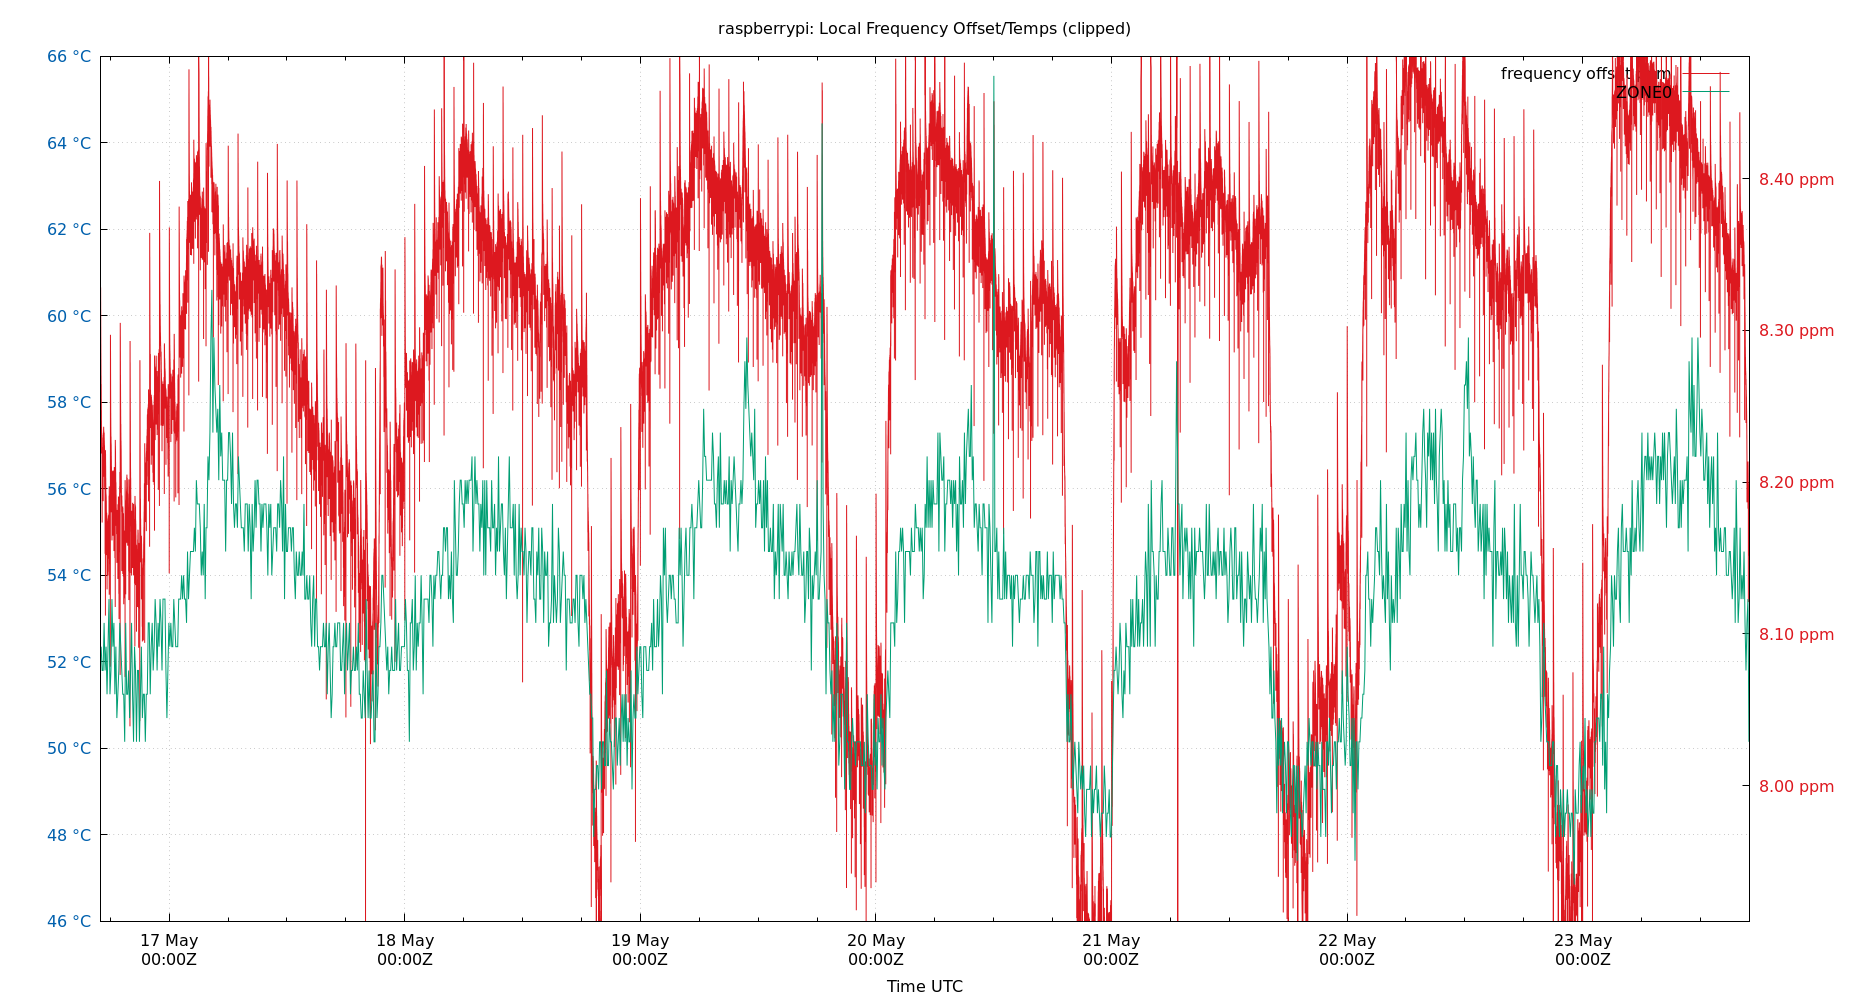 raspberrypi: Local Frequency Offset/Temps (clipped)
66 °C
64 °C
62 °C
60 °C
58 °C
56 °C
54 °C
52 °C
50 °C
48 °C
46 °C
frequency offset ppm
ZONE0
8.40 ppm
8.30 ppm
8.20 ppm
8.10 ppm
8.00 ppm
17 May
00:00Z
18 May
00:00Z
19 May
00:00Z
20 May
00:00Z
21 May
00:00Z
22 May
00:00Z
23 May
00:00Z
Time UTC